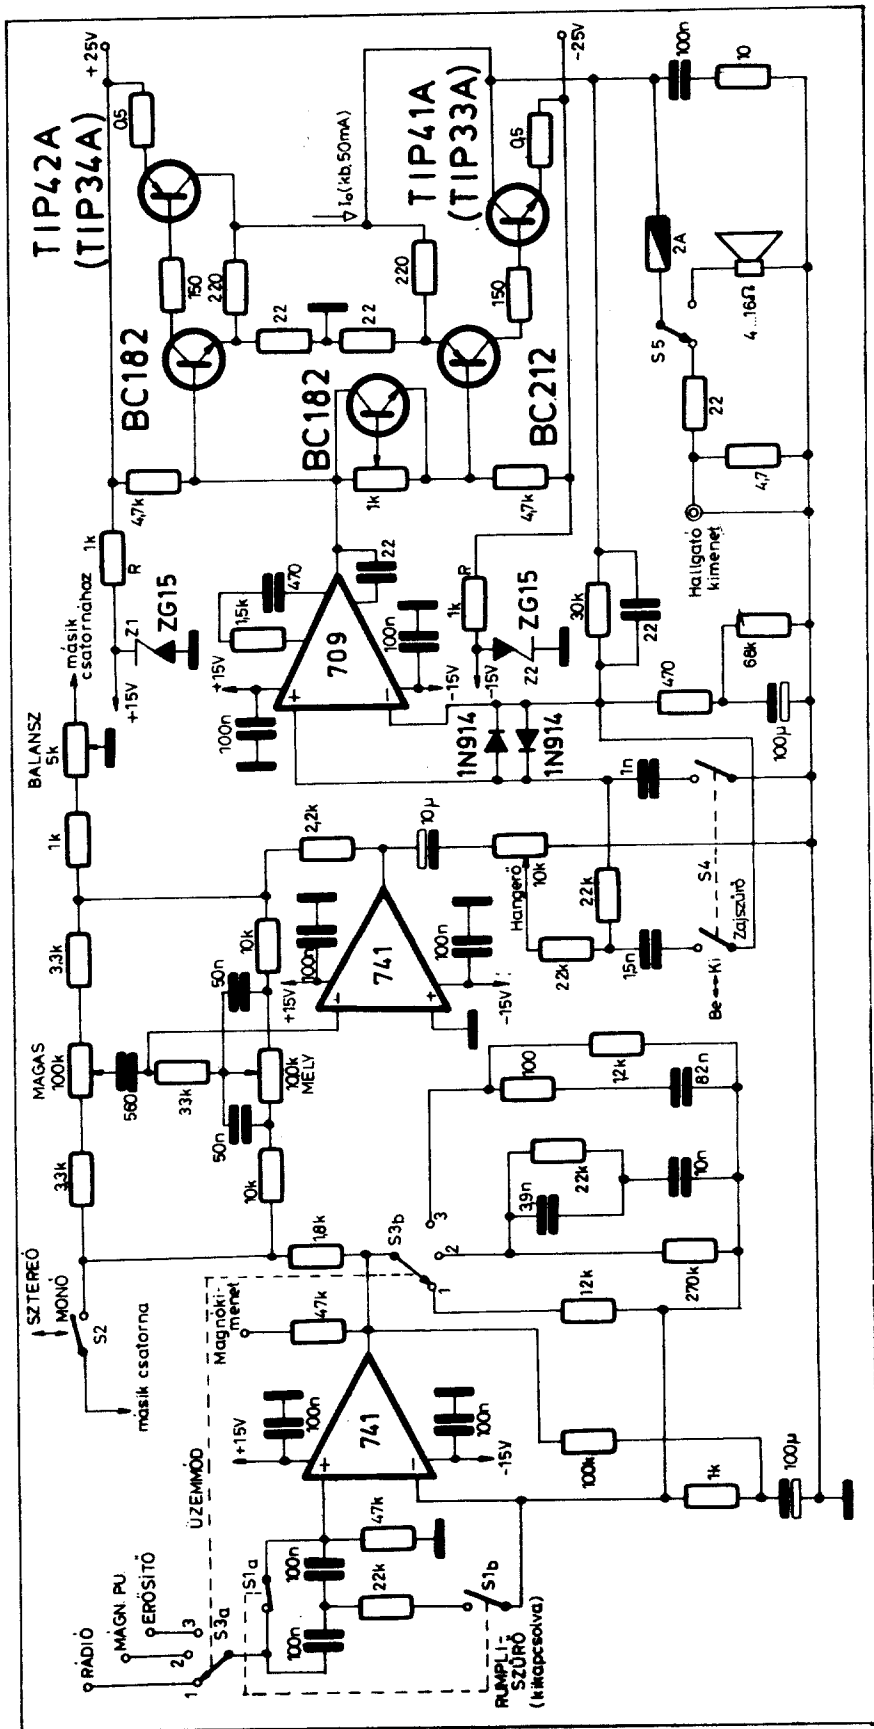 RÁDIÓ
MÁGN. PU.
ERŐSÍTŐ
1
2
3
S3a
S1a
100n
100n
47k
22k
S1b
RUMPLI-
SZŰRŐ
(kikapcsolva)
ÜZEMMÓD
+15V
100n
741
+
−
100n
-15V
47k
Magnóki-
menet
100k
1k
100µ
SZTEREÓ
MONÓ
S2
másik csatorna
1,8k
S3b
1
2
3
12k
270k
3,9n
22k
10n
100
1,2k
82n
3,3k
MAGAS
100k
3,3k
560
33k
50n
50n
10k
100k
MÉLY
10k
1k
BALANSZ
5k
másik
csatornához
+15V
100n
741
−
+
100n
-15V
2,2k
10µ
Hangerő
10k
22k
22k
1,5n
1n
Be
Ki
S4
Zajszűrő
+15V
Z1
ZG15
1k
R
+25V
100n
+15V
1,5k
470
709
+
−
22
100n
-15V
1N914
1N914
-15V
Z2
ZG15
1k
R
30k
22
470
68k
100µ
4,7k
BC182
BC182
1k
4,7k
BC212
150
220
22
22
220
150
TIP42A
(TIP34A)
0,5
I₀(kb.50mA)
TIP41A
(TIP33A)
0,5
-25V
100n
10
2A
S5
4...16Ω
22
4,7
Hallgató
kimenet